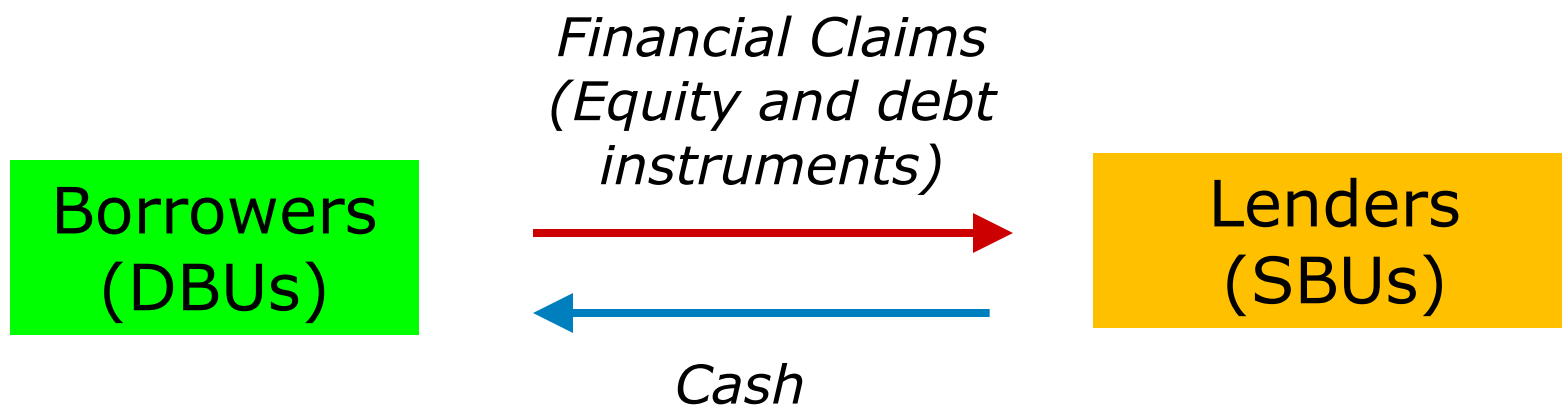 Financial Claims
(Equity and debt
instruments)
Borrowers
(DBUs)
Lenders
(SBUs)
Cash